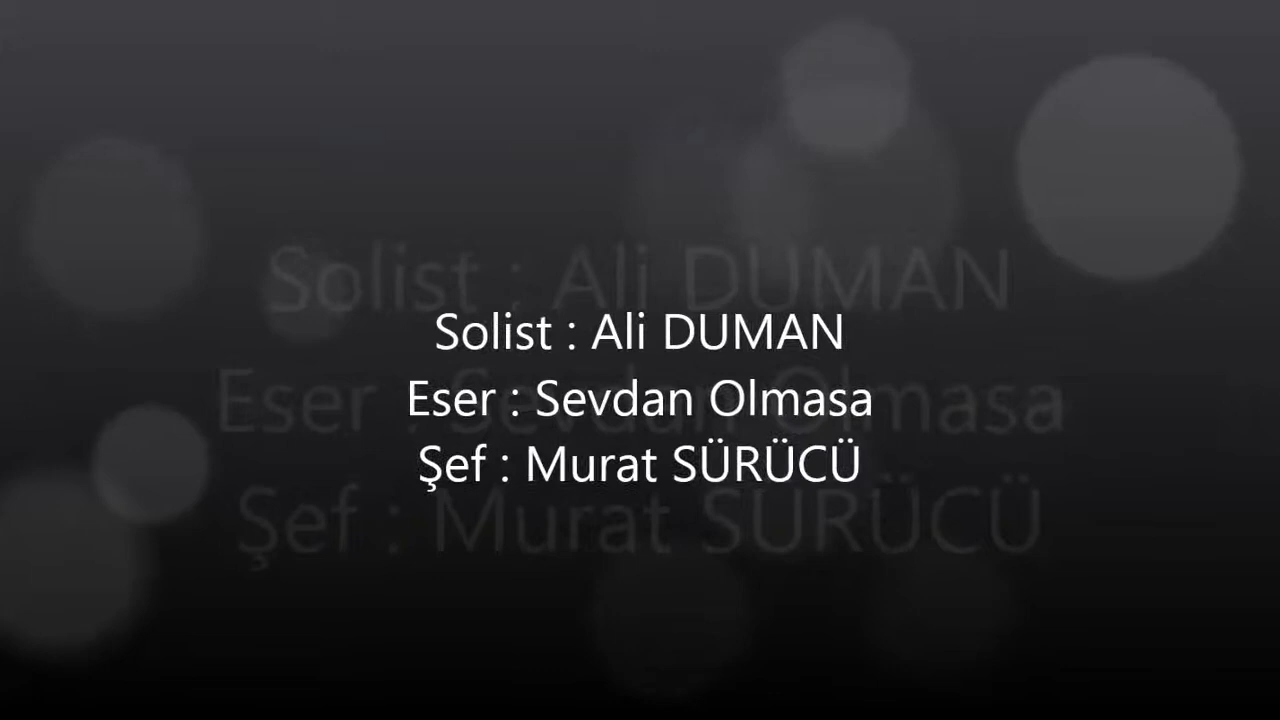 Solist : Ali DUMAN
Eser : Sevdan Olmasa
Şef : Murat SÜRÜCÜ